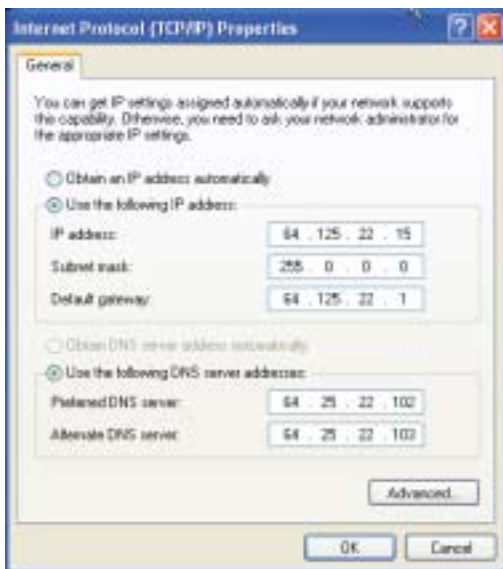 Internet Protocol (TCP/IP) Properties
General
You can get IP settings assigned automatically if your network supports
this capability. Otherwise, you need to ask your network administrator for
the appropriate IP settings.
Obtain an IP address automatically
Use the following IP address:
IP address: 64 . 125 . 22 . 15
Subnet mask: 255 . 0 . 0 . 0
Default gateway: 64 . 125 . 22 . 1
Obtain DNS server address automatically
Use the following DNS server addresses:
Preferred DNS server: 64 . 25 . 22 . 102
Alternate DNS server: 64 . 25 . 22 . 103
Advanced...
OK Cancel